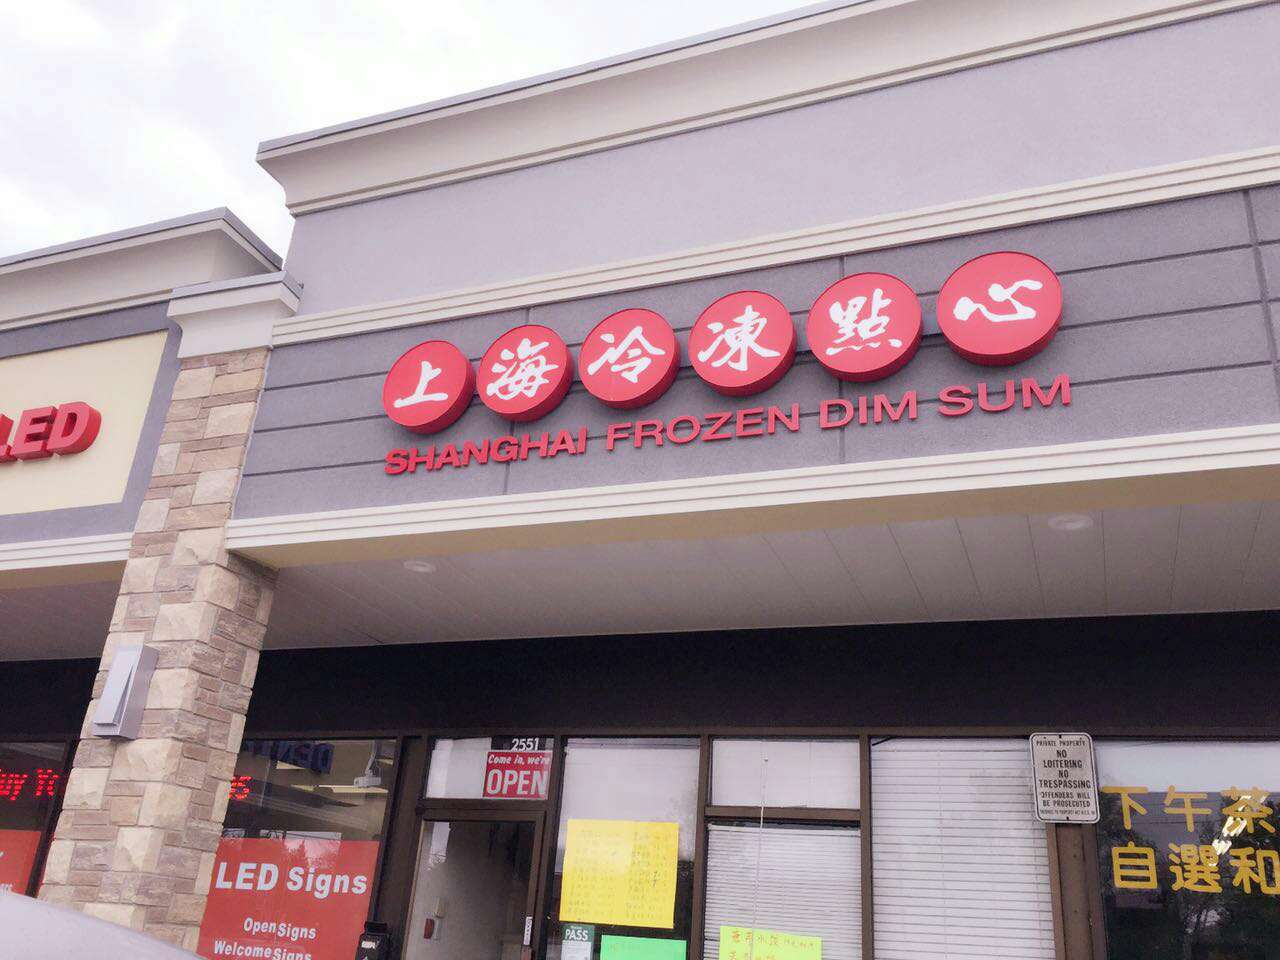 上海冷凍點心
SHANGHAI FROZEN DIM SUM
LED
2551
Come in, we're
OPEN
PRIVATE PROPERTY
NO
LOITERING
NO
TRESPASSING
OFFENDERS WILL
BE PROSECUTED
下午茶
自選和
LED Signs
Open Signs
Welcome Signs
PASS